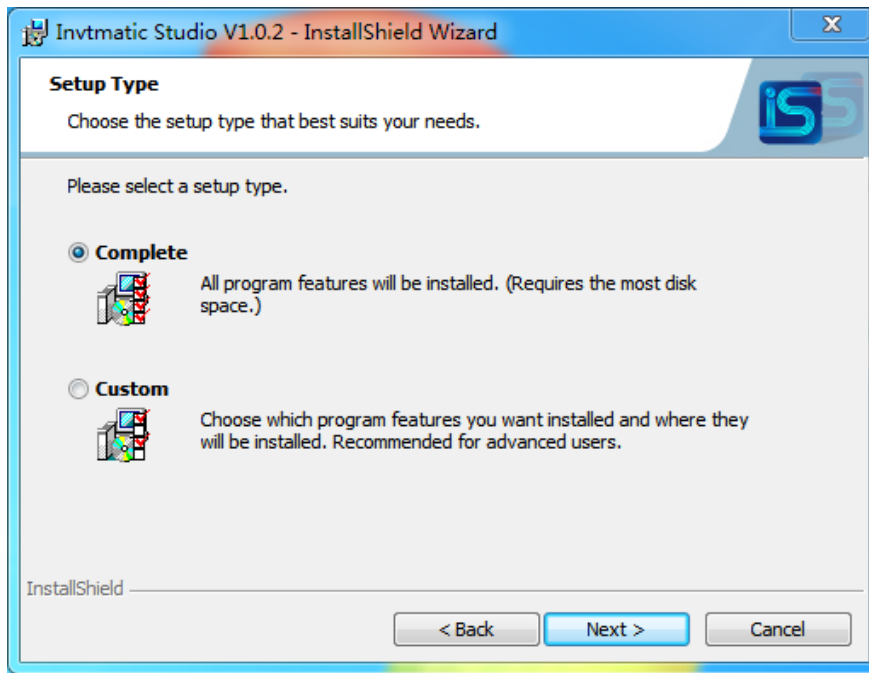 Invtmatic Studio V1.0.2 - InstallShield Wizard
Setup Type
Choose the setup type that best suits your needs.
iS
Please select a setup type.
Complete
All program features will be installed. (Requires the most disk
space.)
Custom
Choose which program features you want installed and where they
will be installed. Recommended for advanced users.
InstallShield
< Back
Next >
Cancel